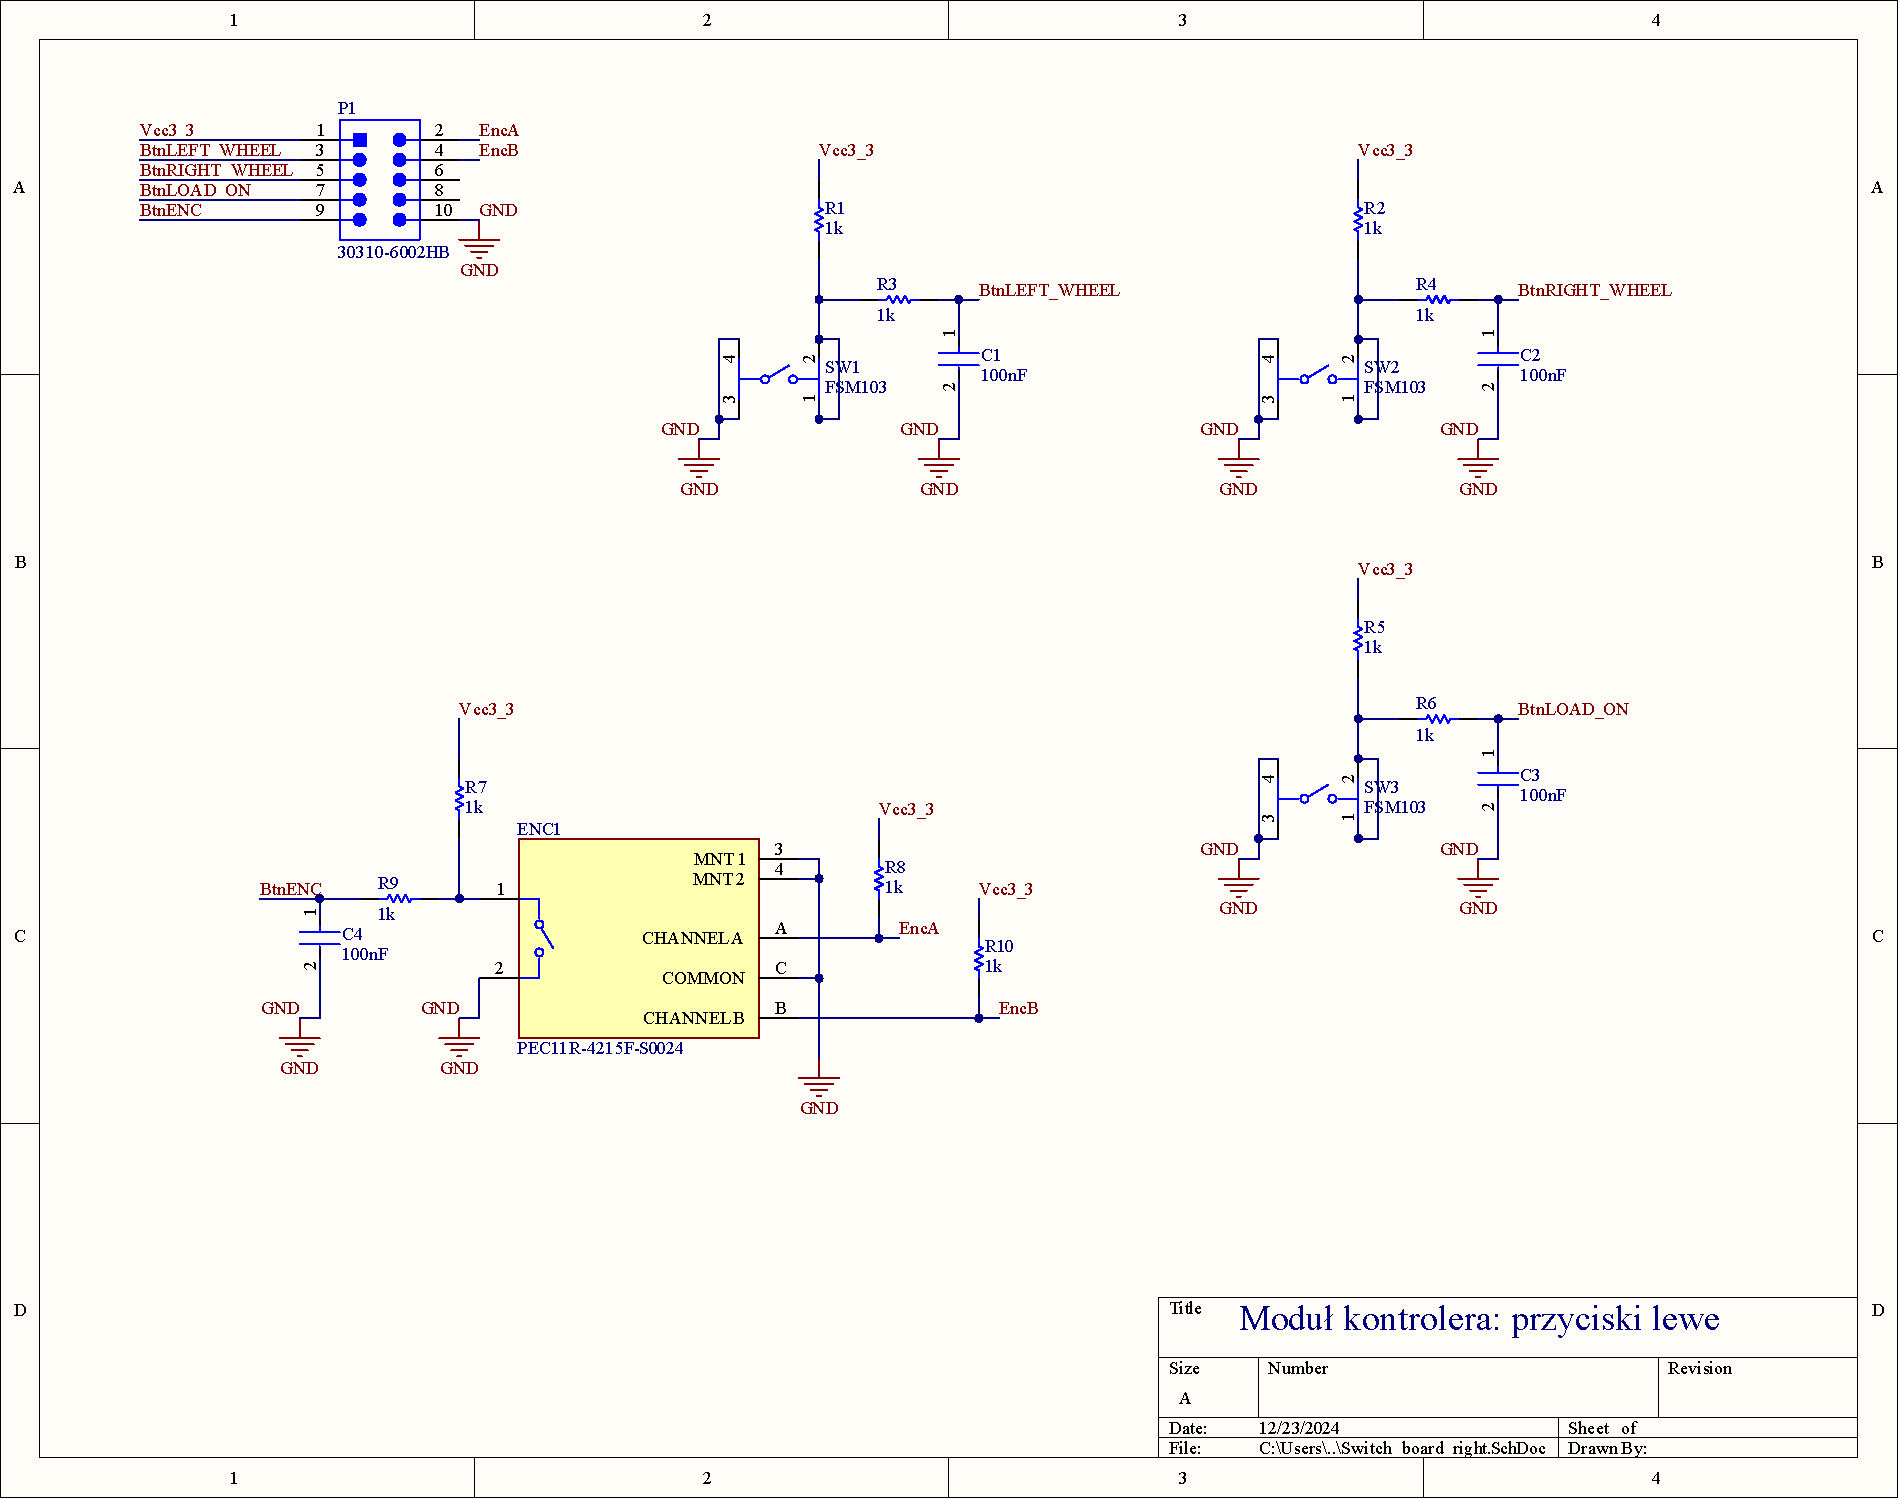 1 2 3 4
A A
B B
C C
D D
P1
Vcc3_3 1 2 EncA
BtnLEFT_WHEEL 3 4 EncB
BtnRIGHT_WHEEL 5 6
BtnLOAD_ON 7 8
BtnENC 9 10 GND
30310-6002HB
GND
Vcc3_3
R1
1k
R3
1k
BtnLEFT_WHEEL
4
3
2
1
SW1
FSM103
1
2
C1
100nF
GND
GND
GND
GND
Vcc3_3
R2
1k
R4
1k
BtnRIGHT_WHEEL
4
3
2
1
SW2
FSM103
1
2
C2
100nF
GND
GND
GND
GND
Vcc3_3
R5
1k
R6
1k
BtnLOAD_ON
4
3
2
1
SW3
FSM103
1
2
C3
100nF
GND
GND
GND
GND
Vcc3_3
R7
1k
BtnENC
R9
1k
1
2
C4
100nF
GND
GND
GND
GND
ENC1
1
2
MNT1 3
MNT2 4
CHANNELA A
COMMON C
CHANNELB B
PEC11R-4215F-S0024
Vcc3_3
R8
1k
EncA
Vcc3_3
R10
1k
EncB
GND
Title Moduł kontrolera: przyciski lewe
Size Number Revision
A
Date: 12/23/2024 Sheet of
File: C:\Users\..\Switch_board_right.SchDoc Drawn By:
1 2 3 4